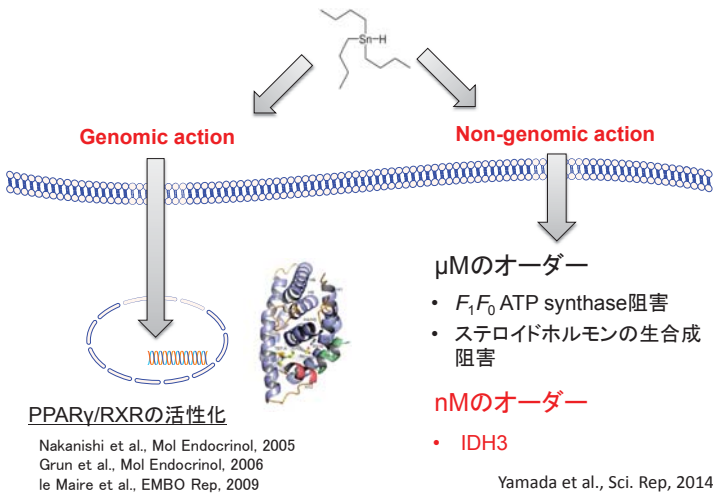 Sn-H
Genomic action
Non-genomic action
µMのオーダー
• F1F0 ATP synthase阻害
• ステロイドホルモンの生合成
阻害
nMのオーダー
• IDH3
PPARγ/RXRの活性化
Nakanishi et al., Mol Endocrinol, 2005
Grun et al., Mol Endocrinol, 2006
le Maire et al., EMBO Rep, 2009
Yamada et al., Sci. Rep, 2014